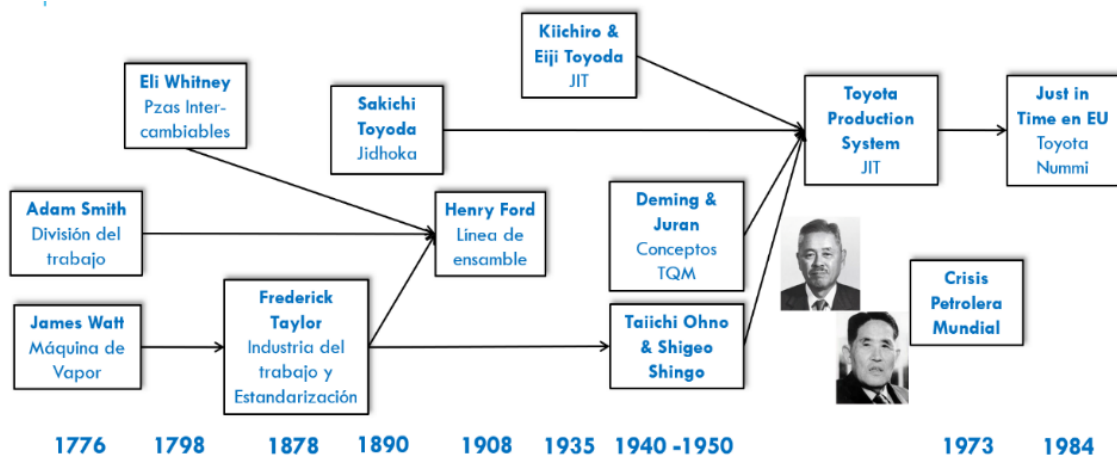 Kiichiro &
Eiji Toyoda
JIT
Eli Whitney
Pzas Inter-
cambiables
Sakichi
Toyoda
Jidhoka
Toyota
Production
System
JIT
Just in
Time en EU
Toyota
Nummi
Adam Smith
División del
trabajo
Henry Ford
Linea de
ensamble
Deming &
Juran
Conceptos
TQM
James Watt
Máquina de
Vapor
Frederick
Taylor
Industria del
trabajo y
Estandarización
Taiichi Ohno
& Shigeo
Shingo
Crisis
Petrolera
Mundial
1776
1798
1878
1890
1908
1935
1940 -1950
1973
1984